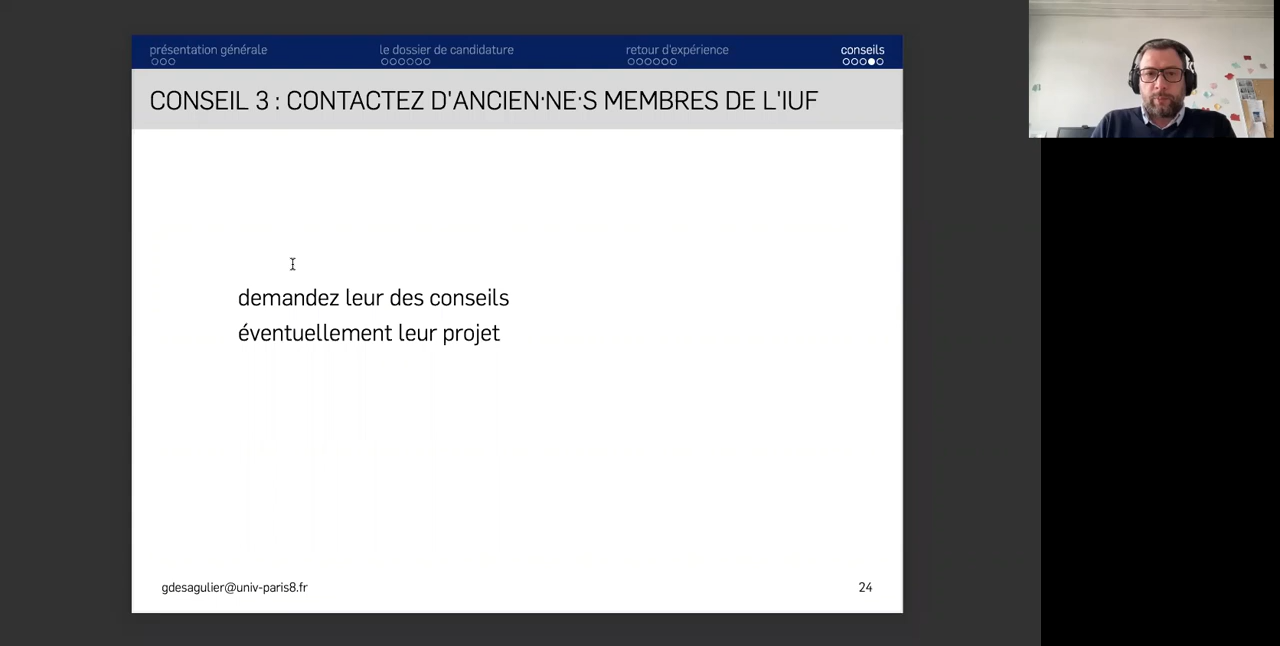 présentation générale
le dossier de candidature
retour d'expérience
conseils
CONSEIL 3 : CONTACTEZ D'ANCIEN·NE·S MEMBRES DE L'IUF
demandez leur des conseils
éventuellement leur projet
gdesagulier@univ-paris8.fr
24